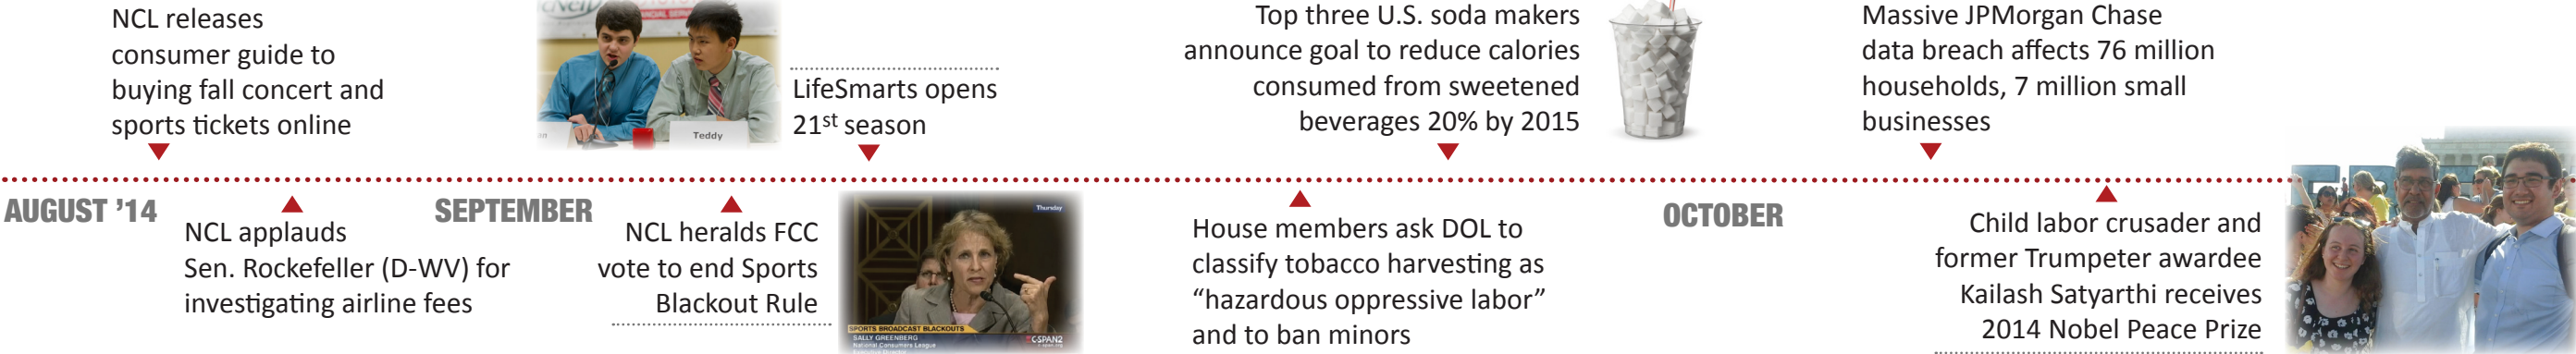 NCL releases
consumer guide to
buying fall concert and
sports tickets online
Teddy
LifeSmarts opens
21st season
Top three U.S. soda makers
announce goal to reduce calories
consumed from sweetened
beverages 20% by 2015
Massive JPMorgan Chase
data breach affects 76 million
households, 7 million small
businesses
AUGUST ’14
NCL applauds
Sen. Rockefeller (D-WV) for
investigating airline fees
SEPTEMBER
NCL heralds FCC
vote to end Sports
Blackout Rule
Thursday
SPORTS BROADCAST BLACKOUTS
SALLY GREENBERG
National Consumers League
Executive Director
C-SPAN2
House members ask DOL to
classify tobacco harvesting as
“hazardous oppressive labor”
and to ban minors
OCTOBER
Child labor crusader and
former Trumpeter awardee
Kailash Satyarthi receives
2014 Nobel Peace Prize